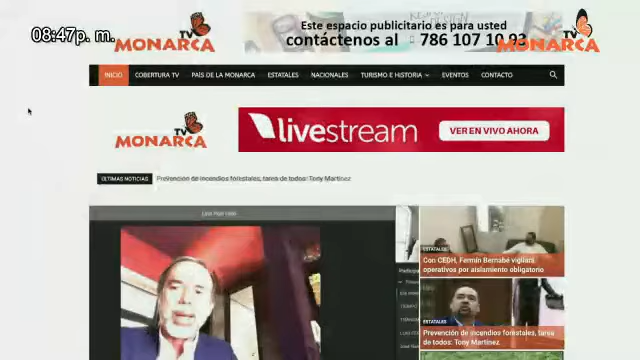 08:47p. m.
TV
MONARCA
Este espacio publicitario es para usted
contáctenos al 786 107 10 93
TV
MONARCA
INICIO COBERTURA TV PAÍS DE LA MONARCA ESTATALES NACIONALES TURISMO E HISTORIA EVENTOS CONTACTO
TV
MONARCA
livestream
VER EN VIVO AHORA
ÚLTIMAS NOTICIAS
Prevención de incendios forestales, tarea de todos: Tony Martínez
ESTATALES
Con CEDH, Fermín Bernabé vigilará
operativos por aislamiento obligatorio
ESTATALES
Prevención de incendios forestales, tarea
de todos: Tony Martínez